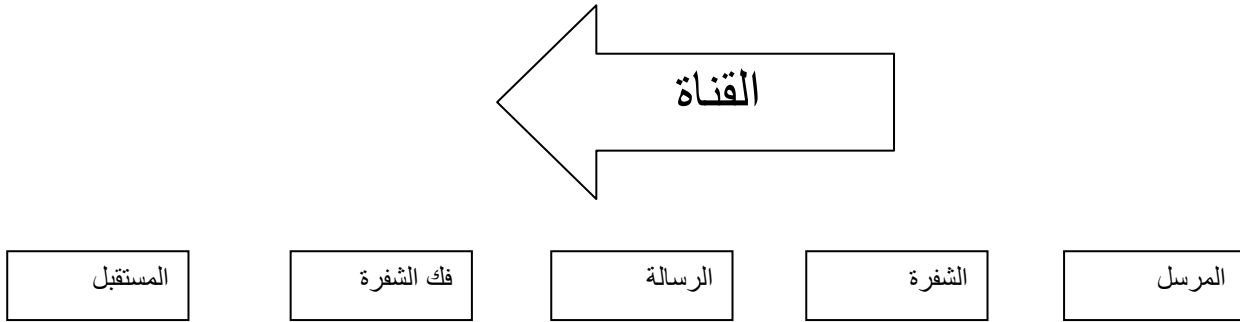 القناة
المرسل
الشفرة
الرسالة
فك الشفرة
المستقبل